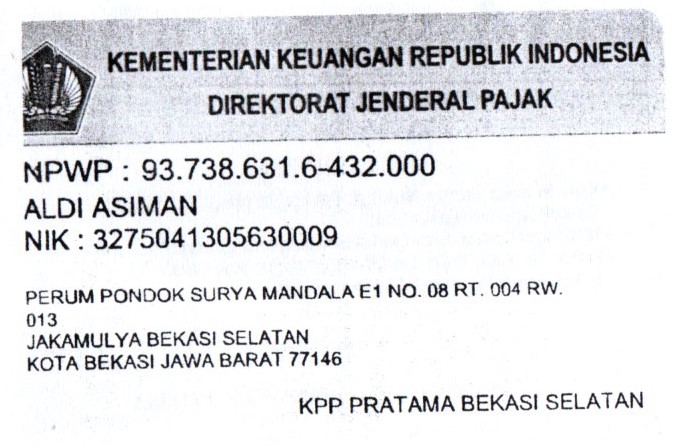 KEMENTERIAN KEUANGAN REPUBLIK INDONESIA
DIREKTORAT JENDERAL PAJAK
NPWP : 93.738.631.6-432.000
ALDI ASIMAN
NIK : 3275041305630009
PERUM PONDOK SURYA MANDALA E1 NO. 08 RT. 004 RW.
013
JAKAMULYA BEKASI SELATAN
KOTA BEKASI JAWA BARAT 77146
KPP PRATAMA BEKASI SELATAN